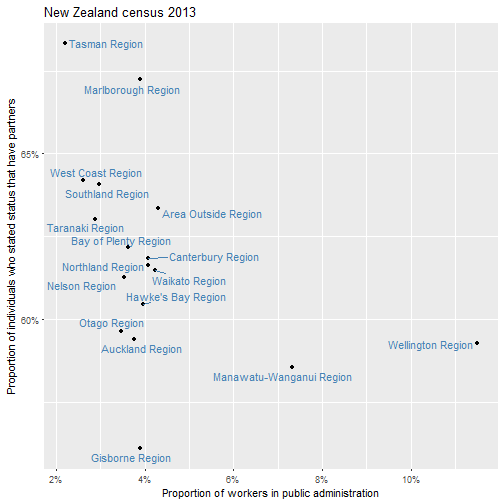 New Zealand census 2013
Proportion of individuals who stated status that have partners
65%
60%
Tasman Region
Marlborough Region
West Coast Region
Southland Region
Area Outside Region
Taranaki Region
Bay of Plenty Region
Canterbury Region
Northland Region
Waikato Region
Nelson Region
Hawke's Bay Region
Otago Region
Auckland Region
Wellington Region
Manawatu-Wanganui Region
Gisborne Region
2%
4%
6%
8%
10%
Proportion of workers in public administration